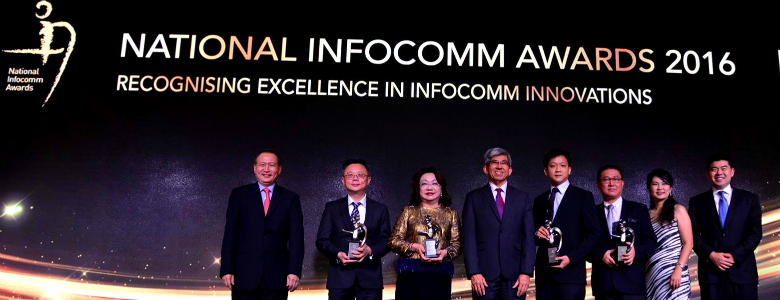 NATIONAL INFOCOMM AWARDS 2016
RECOGNISING EXCELLENCE IN INFOCOMM INNOVATIONS
National
Infocomm
Awards